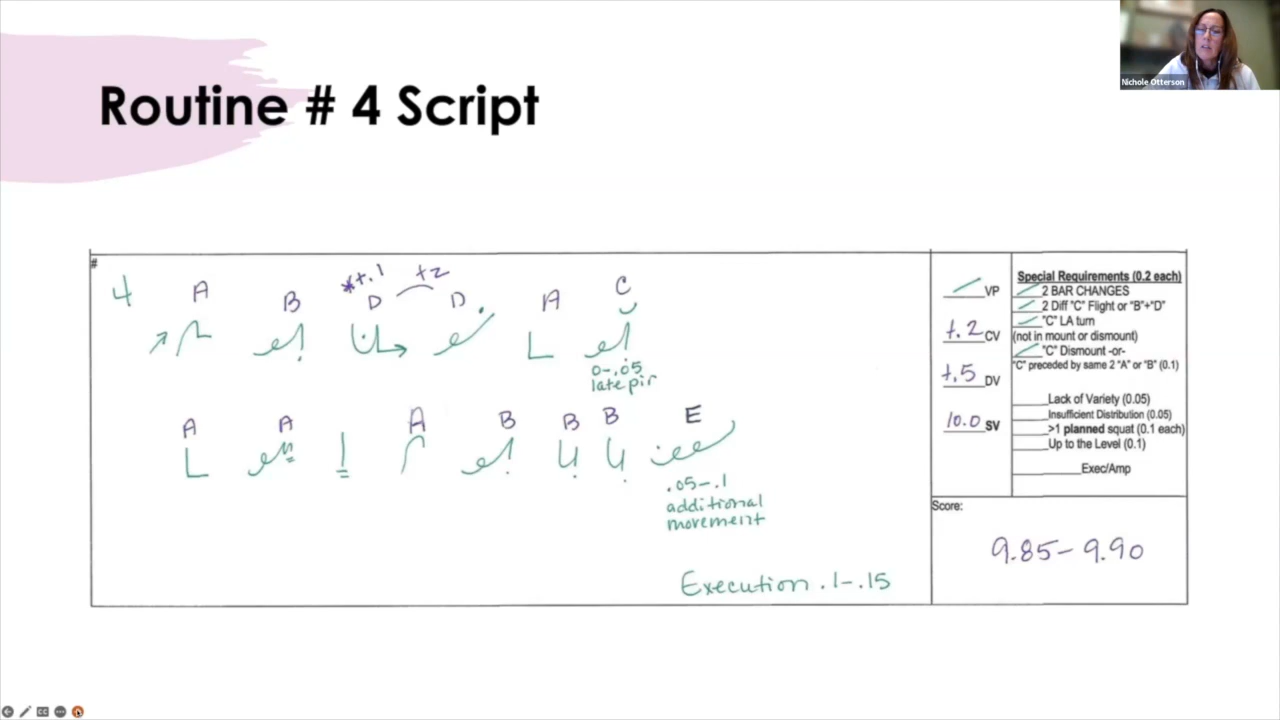 Nichole Otterson
Routine # 4 Script
#
4 A B *+.1 D +2 D A C
0-.05
late pir
A A A B B B E
.05-.1
additional
movement
Execution .1-.15
VP
+.2 CV
+.5 DV
10.0 SV
Special Requirements (0.2 each)
2 BAR CHANGES
2 Diff "C" Flight or "B"+"D"
"C" LA turn
(not in mount or dismount)
"C" Dismount -or-
"C" preceded by same 2 "A" or "B" (0.1)
Lack of Variety (0.05)
Insufficient Distribution (0.05)
>1 planned squat (0.1 each)
Up to the Level (0.1)
Exec/Amp
Score:
9.85-9.90